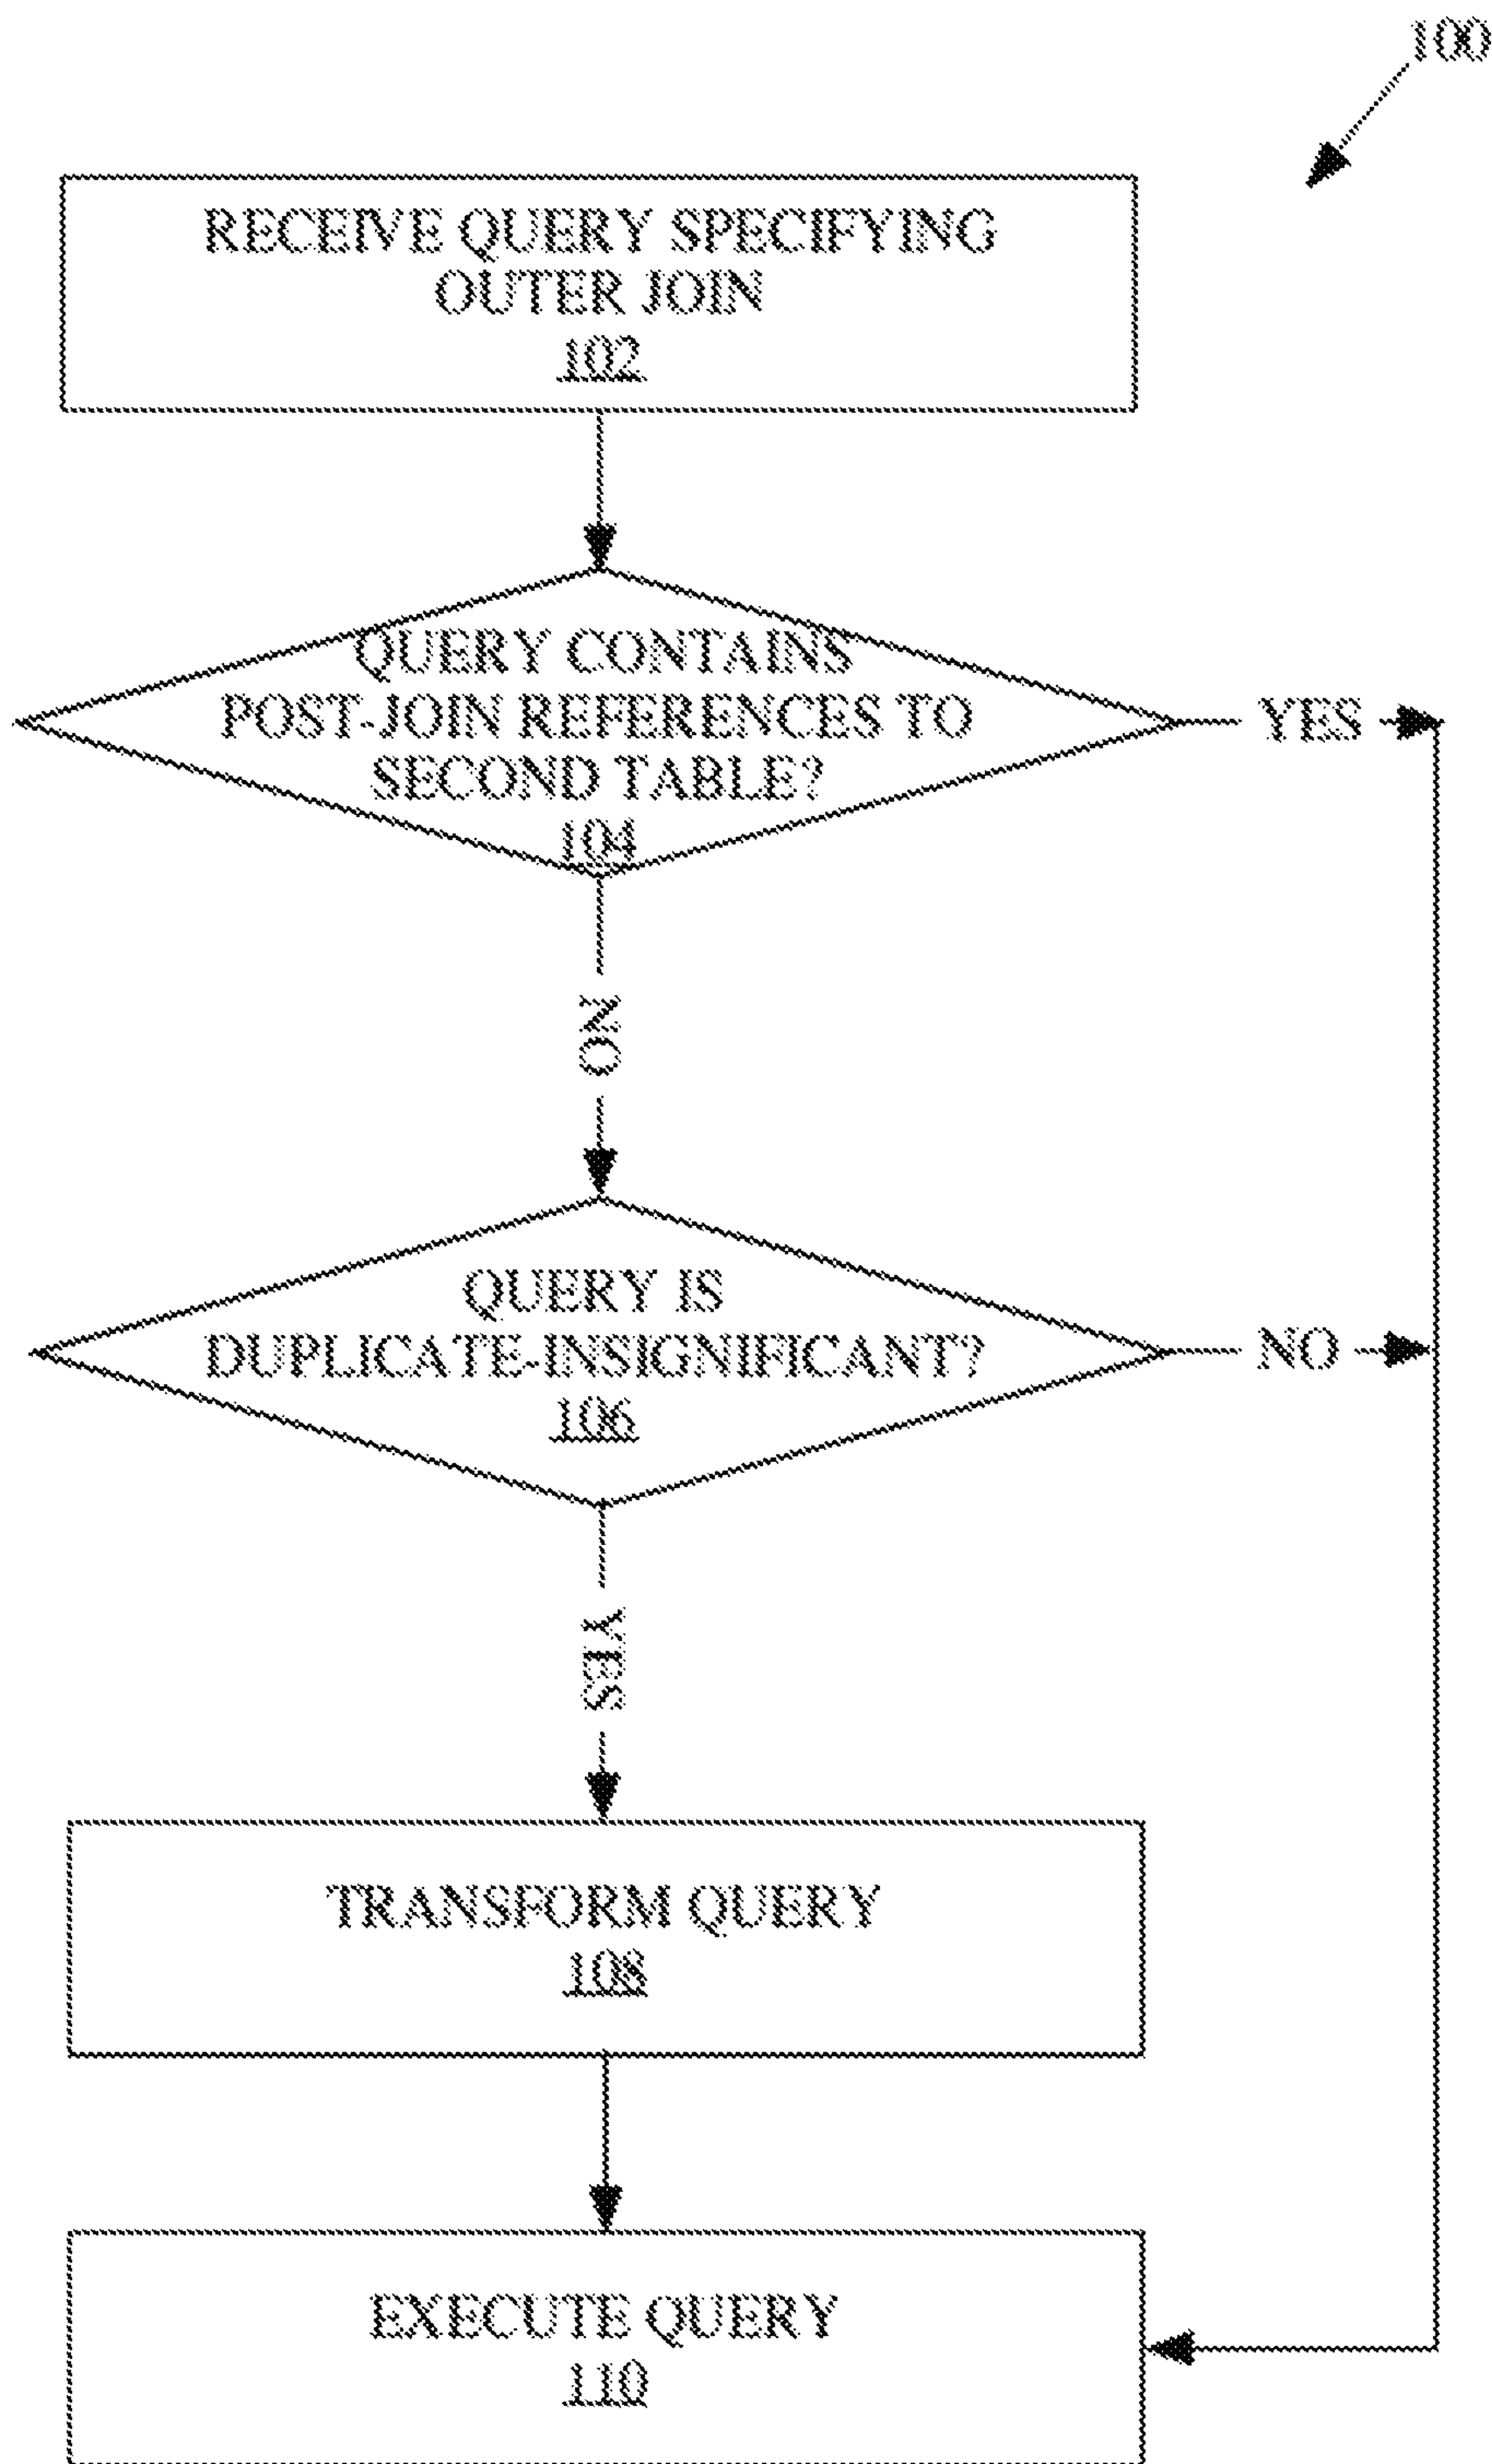 100
RECEIVE QUERY SPECIFYING
OUTER JOIN
102
QUERY CONTAINS
POST-JOIN REFERENCES TO
SECOND TABLE?
104
YES
NO
QUERY IS
DUPLICATE-INSIGNIFICANT?
106
NO
YES
TRANSFORM QUERY
108
EXECUTE QUERY
110